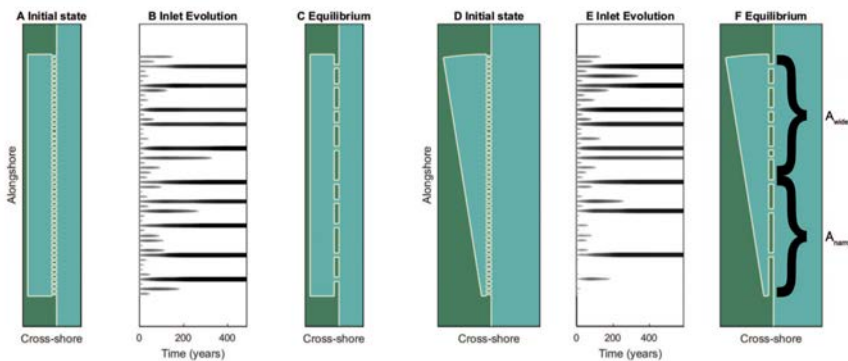 A Initial state
B Inlet Evolution
C Equilibrium
D Initial state
E Inlet Evolution
F Equilibrium
Alongshore
Alongshore
A wide
Cross-shore
0 200 400
Time (years)
Cross-shore
Cross-shore
0 200 400
Time (years)
Cross-shore